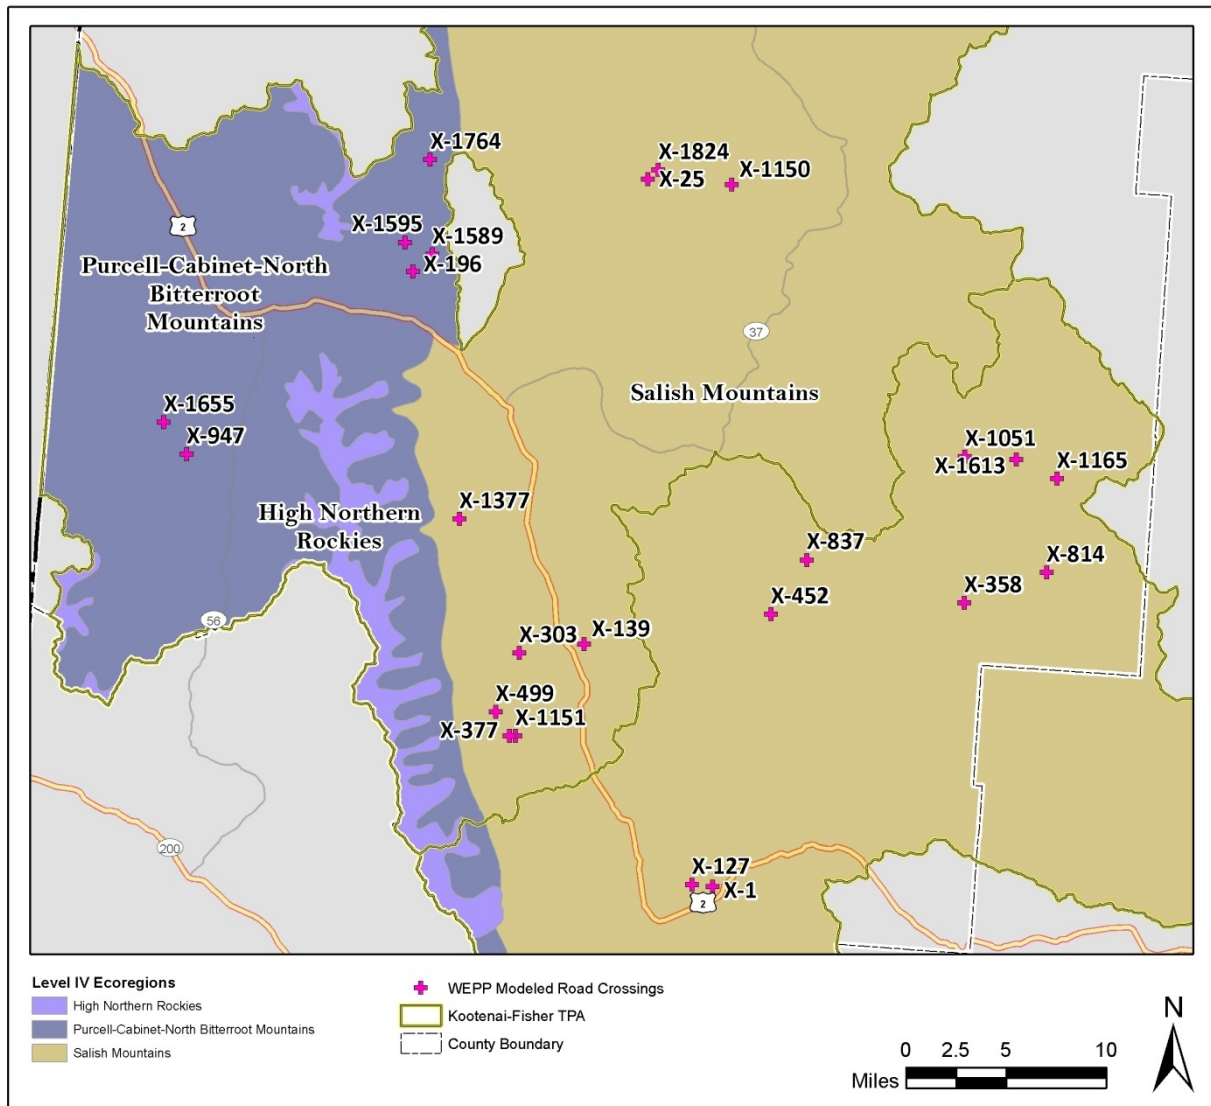 X-1764
X-1824
X-25
X-1150
2
X-1595
X-1589
X-196
Purcell-Cabinet-North
Bitterroot
Mountains
37
Salish Mountains
X-1655
X-947
X-1051
X-1613
X-1165
X-1377
High Northern
Rockies
X-837
X-814
X-358
X-452
56
X-303
X-139
X-499
X-377
X-1151
200
X-127
X-1
2
Level IV Ecoregions
High Northern Rockies
Purcell-Cabinet-North Bitterroot Mountains
Salish Mountains
WEPP Modeled Road Crossings
Kootenai-Fisher TPA
County Boundary
N
0 2.5 5 10
Miles